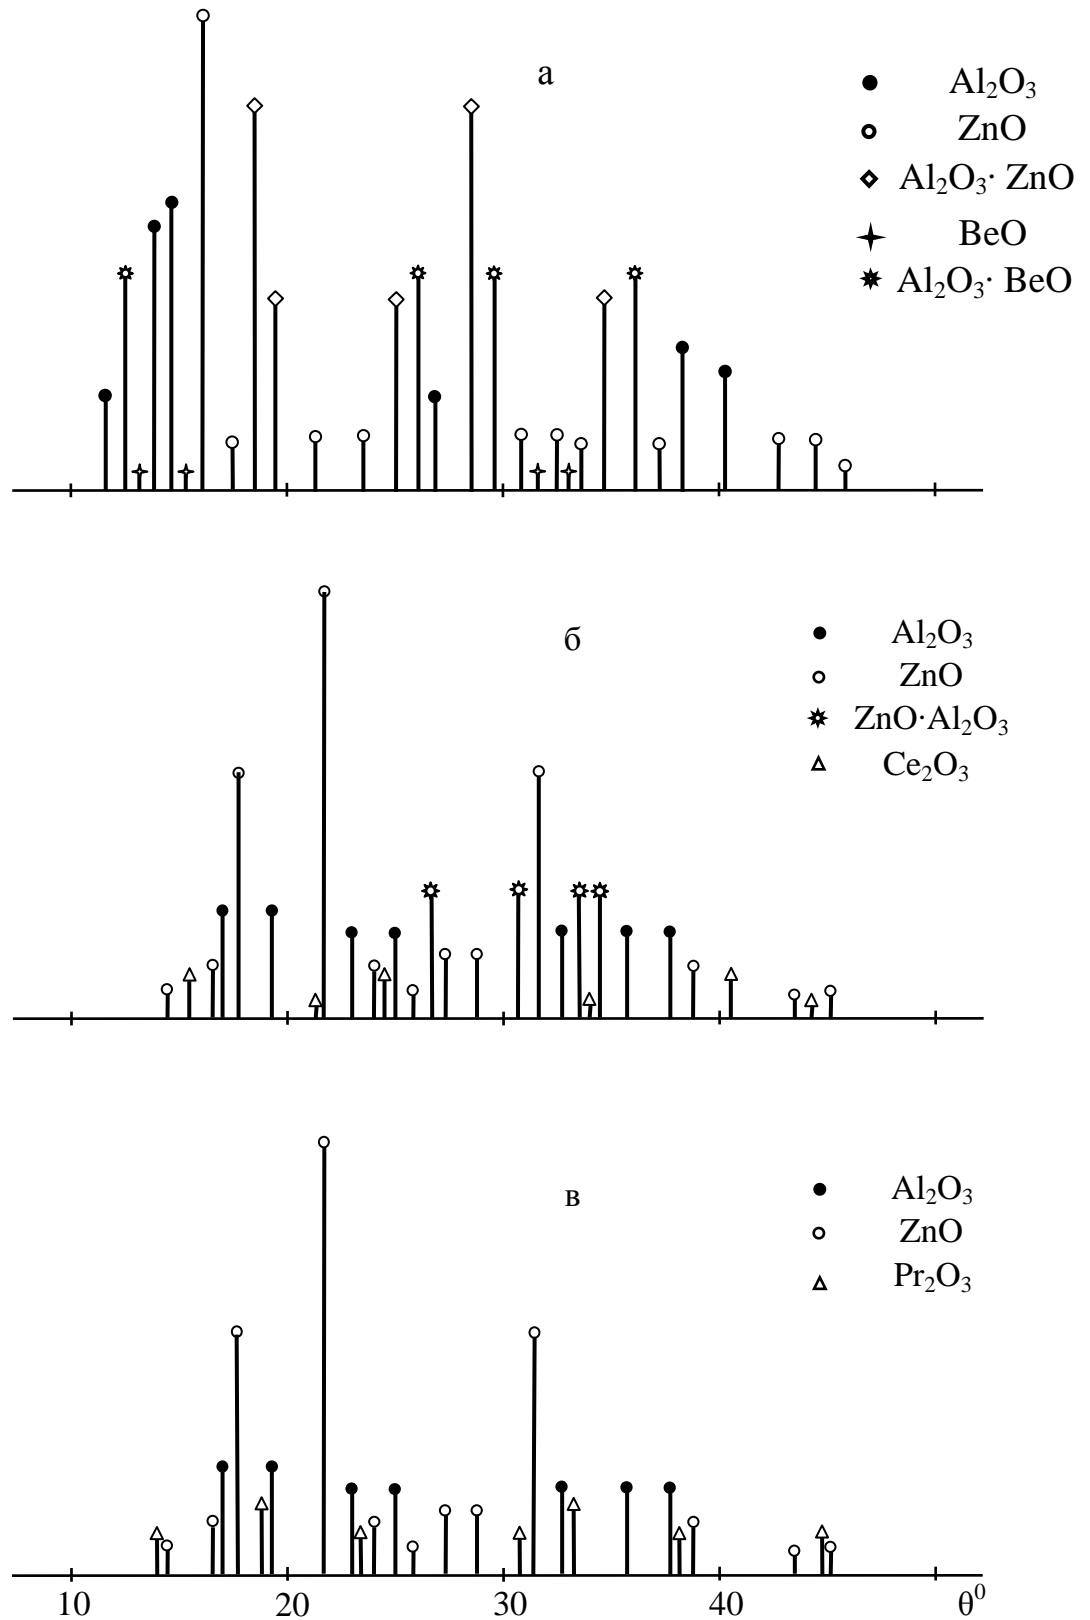 а
Al₂O₃
ZnO
Al₂O₃· ZnO
BeO
Al₂O₃· BeO
б
Al₂O₃
ZnO
ZnO·Al₂O₃
Ce₂O₃
в
Al₂O₃
ZnO
Pr₂O₃
10 20 30 40 θ⁰